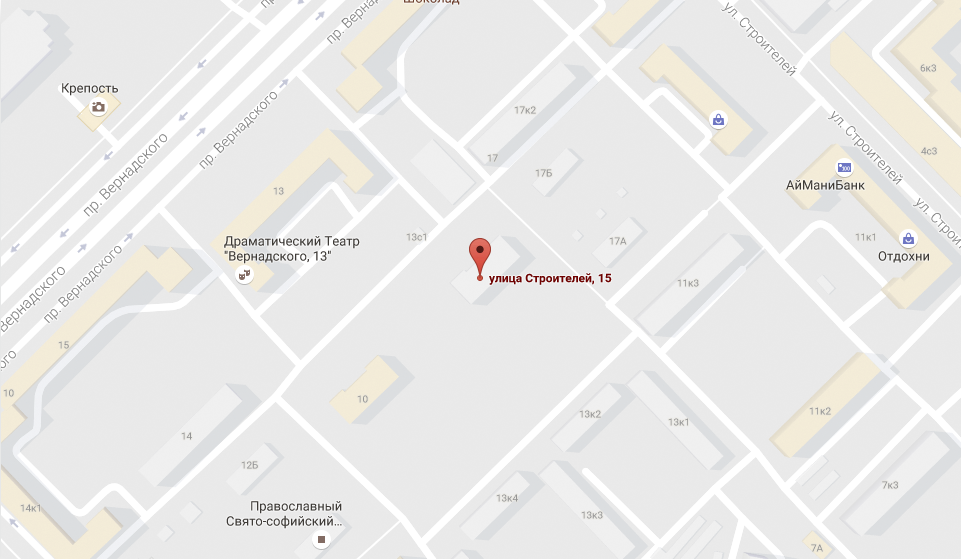 Шоколад
пр. Вернадского
ул. Строителей
Крепость
6к3
17к2
пр. Вернадского
ул. Строителей
4с3
17
17Б
АйМаниБанк
13
пр. Вернадского
ул. Строителей
13с1
17А
11к1
Драматический Театр
"Вернадского, 13"
Отдохни
улица Строителей, 15
11к3
пр. Вернадского
Вернадского
15
10
10
11к2
13к2
13к1
14
12Б
7к3
13к4
13к3
14к1
Православный
Свято-софийский...
7А